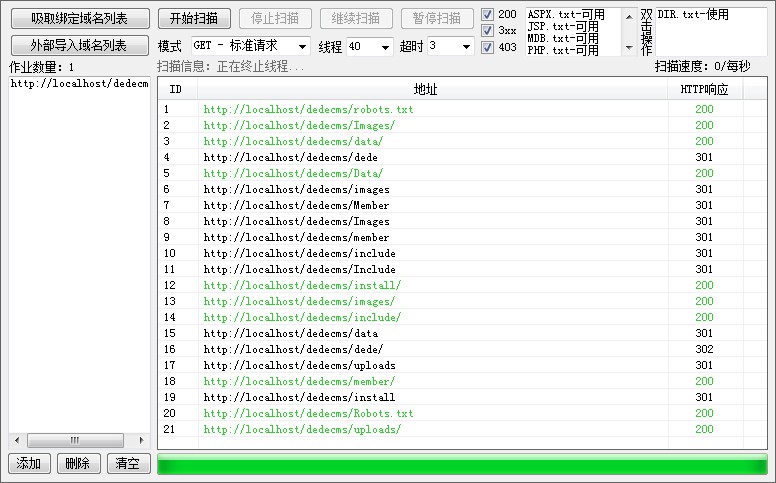 吸取绑定域名列表
开始扫描 停止扫描 继续扫描 暂停扫描
外部导入域名列表
模式 GET - 标准请求 线程 40 超时 3
200
3xx
403
ASPX.txt-可用
JSP.txt-可用
MDB.txt-可用
PHP.txt-可用
双击操作
DIR.txt-使用
作业数量：1
扫描信息：正在终止线程...
扫描速度：0/每秒
http://localhost/dedecm
ID 地址 HTTP响应
1 http://localhost/dedecms/robots.txt 200
2 http://localhost/dedecms/Images/ 200
3 http://localhost/dedecms/data/ 200
4 http://localhost/dedecms/dede 301
5 http://localhost/dedecms/Data/ 200
6 http://localhost/dedecms/images 301
7 http://localhost/dedecms/Member 301
8 http://localhost/dedecms/Images 301
9 http://localhost/dedecms/member 301
10 http://localhost/dedecms/include 301
11 http://localhost/dedecms/Include 301
12 http://localhost/dedecms/install/ 200
13 http://localhost/dedecms/images/ 200
14 http://localhost/dedecms/include/ 200
15 http://localhost/dedecms/data 301
16 http://localhost/dedecms/dede/ 302
17 http://localhost/dedecms/uploads 301
18 http://localhost/dedecms/member/ 200
19 http://localhost/dedecms/install 301
20 http://localhost/dedecms/Robots.txt 200
21 http://localhost/dedecms/uploads/ 200
添加 删除 清空